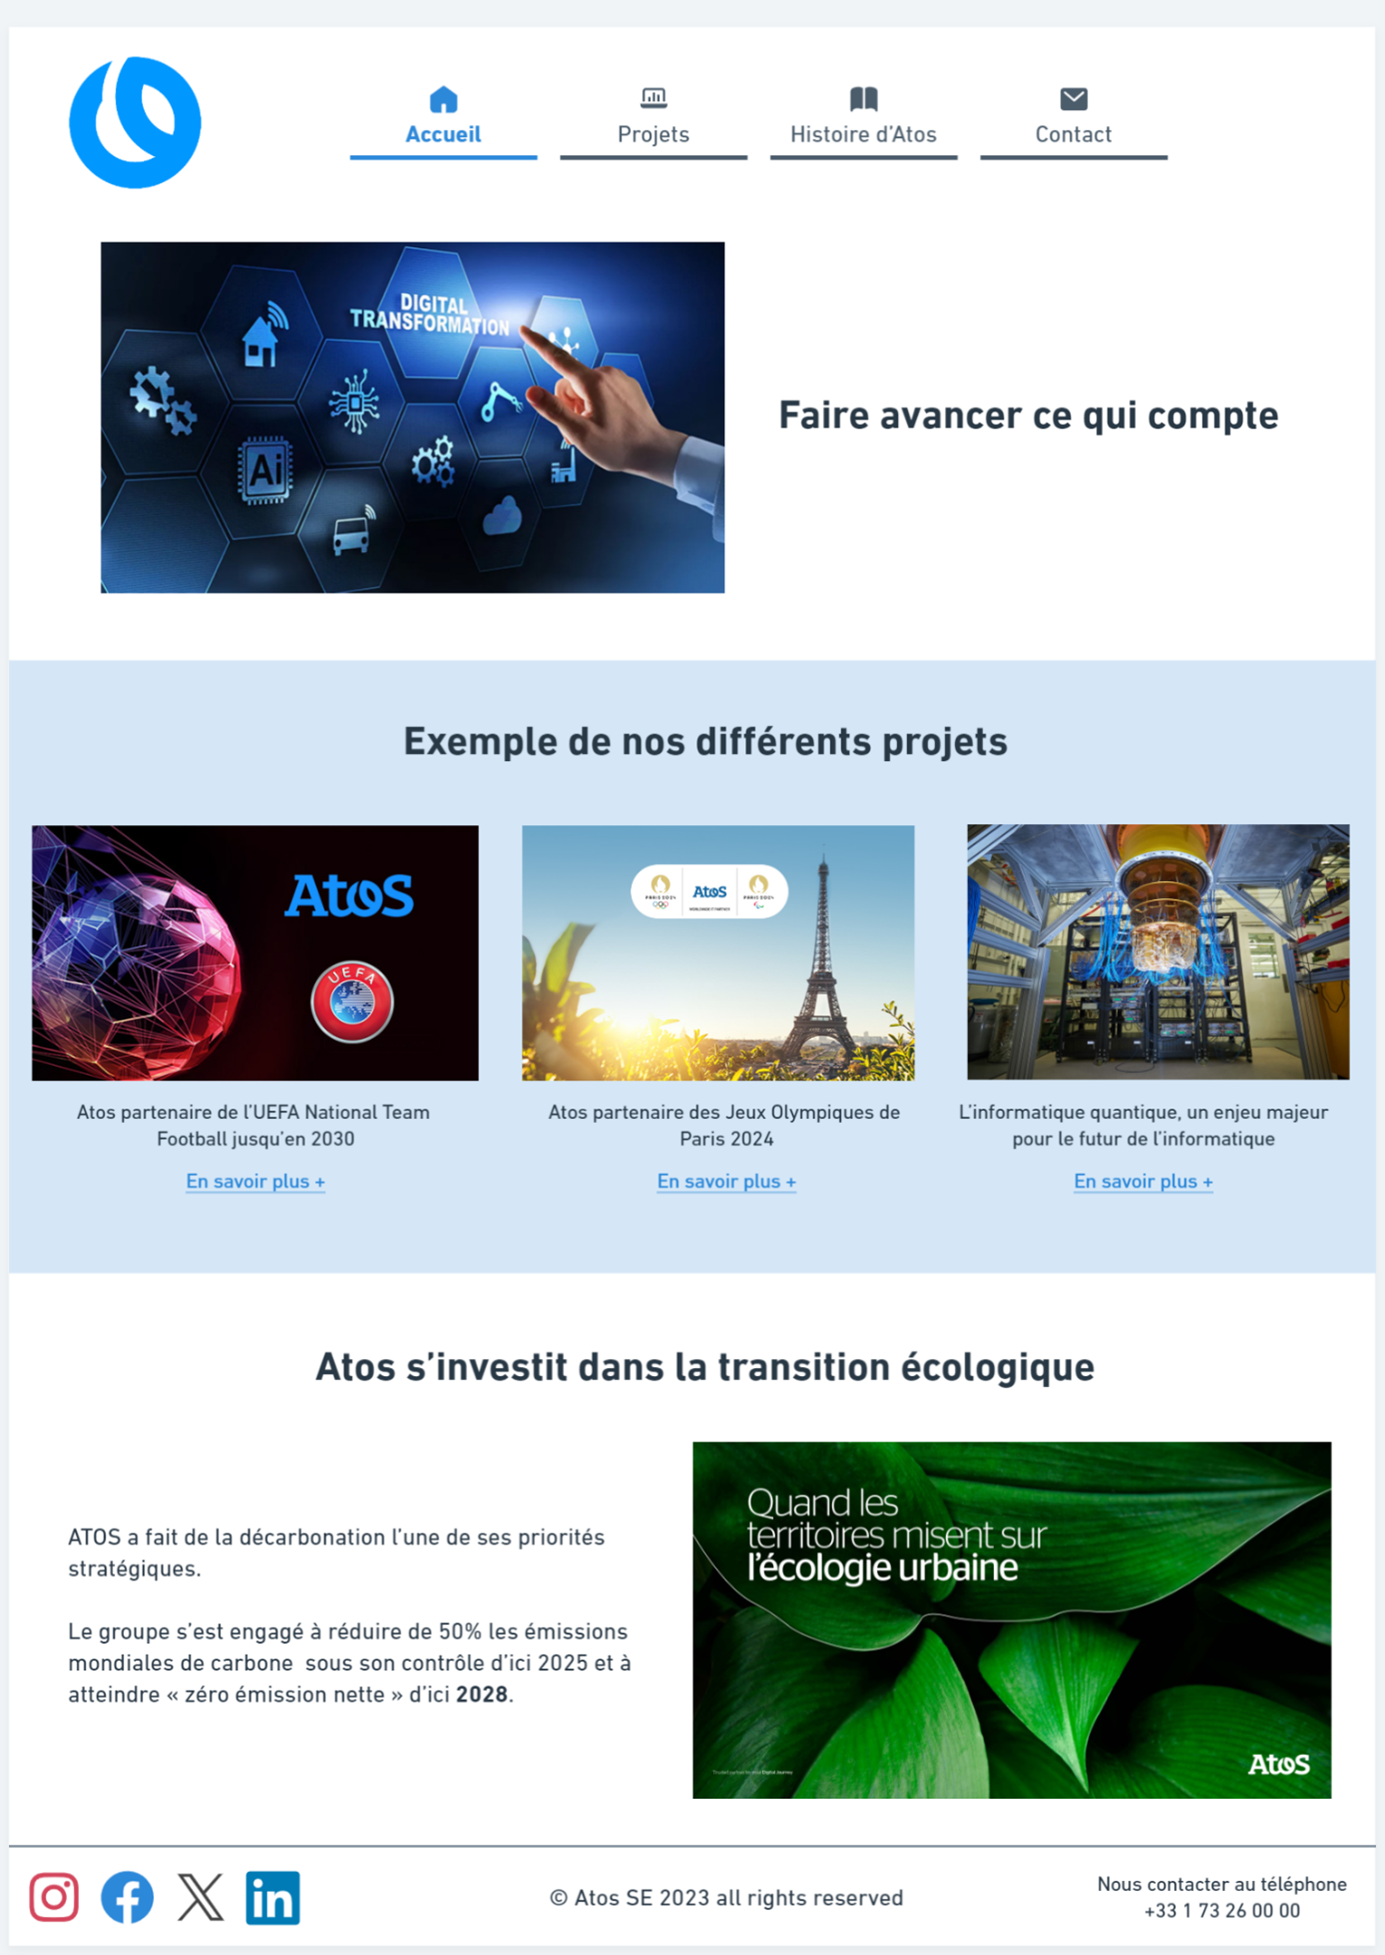 Accueil
Projets
Histoire d’Atos
Contact
DIGITAL
TRANSFORMATION
Ai
Faire avancer ce qui compte
Exemple de nos différents projets
Atos
UEFA
PARIS 2024
Atos
PARIS 2024
Atos partenaire de l’UEFA National Team
Football jusqu’en 2030
En savoir plus +
Atos partenaire des Jeux Olympiques de
Paris 2024
En savoir plus +
L’informatique quantique, un enjeu majeur
pour le futur de l’informatique
En savoir plus +
Atos s’investit dans la transition écologique
ATOS a fait de la décarbonation l’une de ses priorités
stratégiques.
Le groupe s’est engagé à réduire de 50% les émissions
mondiales de carbone  sous son contrôle d’ici 2025 et à
atteindre « zéro émission nette » d’ici 2028.
Quand les
territoires misent sur
l’écologie urbaine
Atos
in
© Atos SE 2023 all rights reserved
Nous contacter au téléphone
+33 1 73 26 00 00